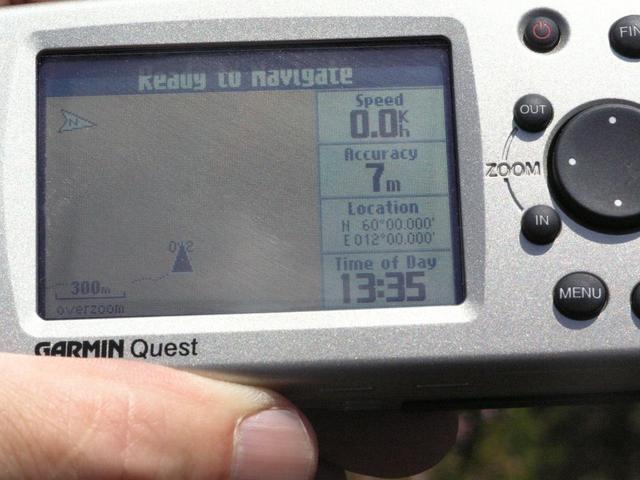 Ready to Navigate
N
Speed
0.0 K/h
Accuracy
7m
Location
N 60°00.000'
E 012°00.000'
Time of Day
13:35
300m
overzoom
GARMIN Quest
OUT
ZOOM
IN
MENU
FIN